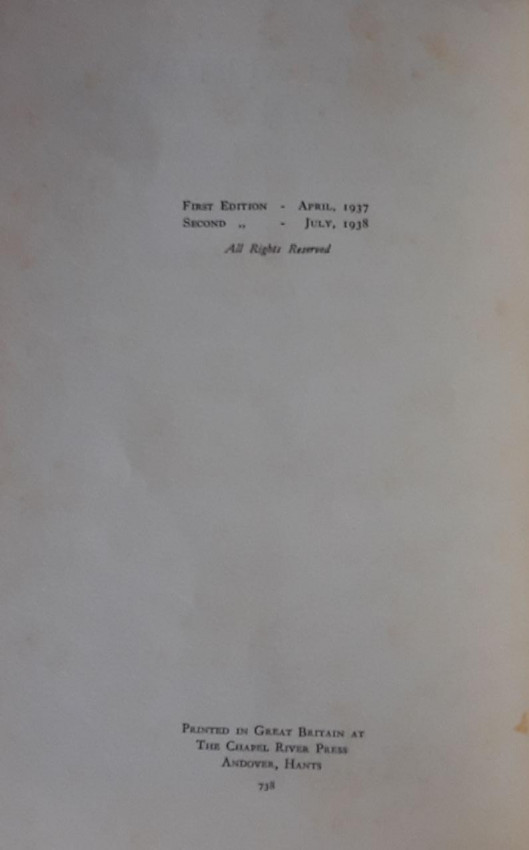 First Edition - April, 1937
Second „ - July, 1938
All Rights Reserved
Printed in Great Britain at
The Chapel River Press
Andover, Hants
738